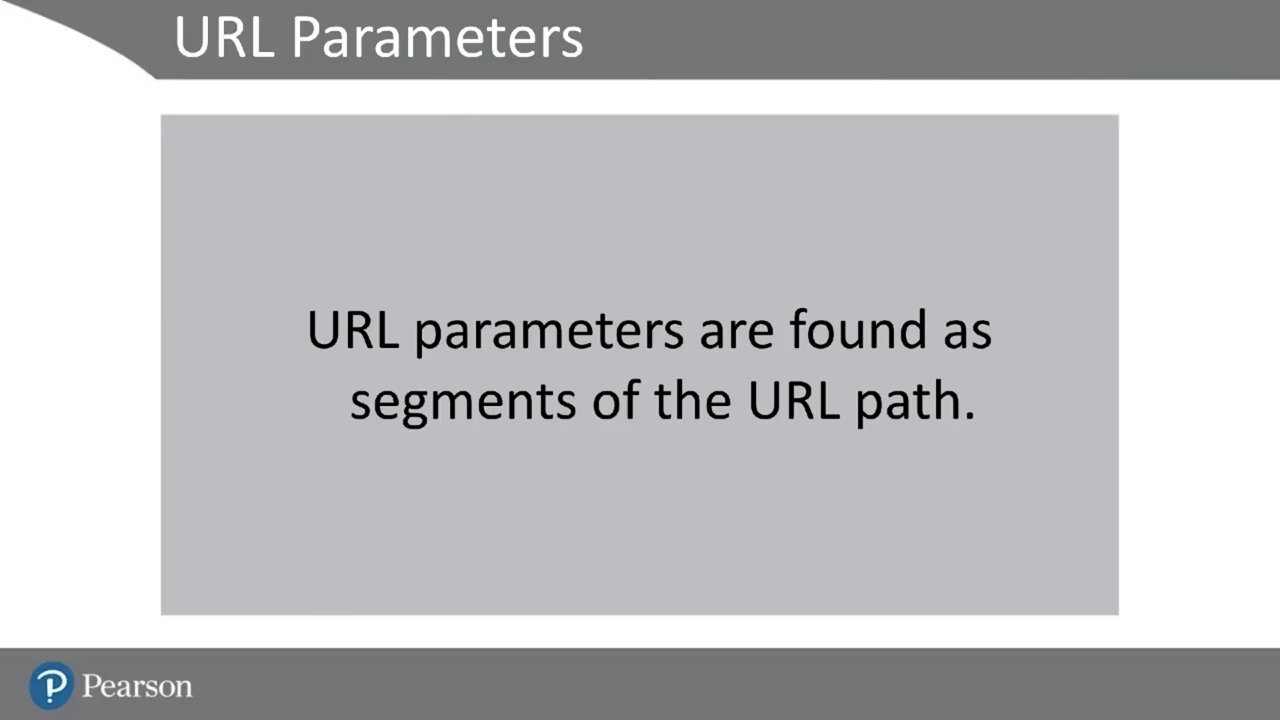 URL Parameters
URL parameters are found as
segments of the URL path.
Pearson